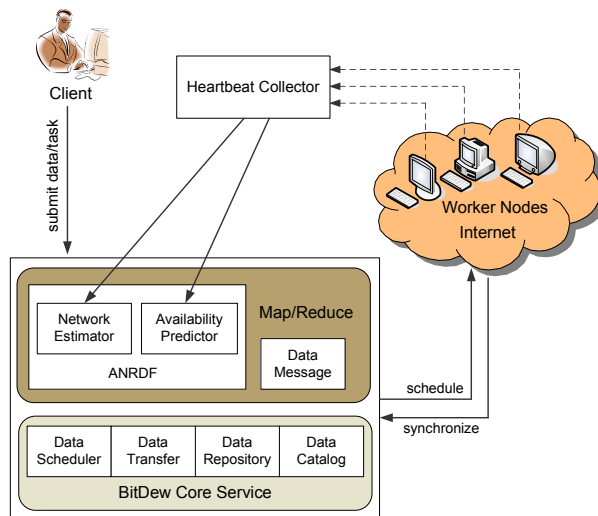 Client
Heartbeat Collector
submit data/task
Worker Nodes
Internet
Map/Reduce
Network
Estimator
Availability
Predictor
ANRDF
Data
Message
schedule
synchronize
Data
Scheduler
Data
Transfer
Data
Repository
Data
Catalog
BitDew Core Service